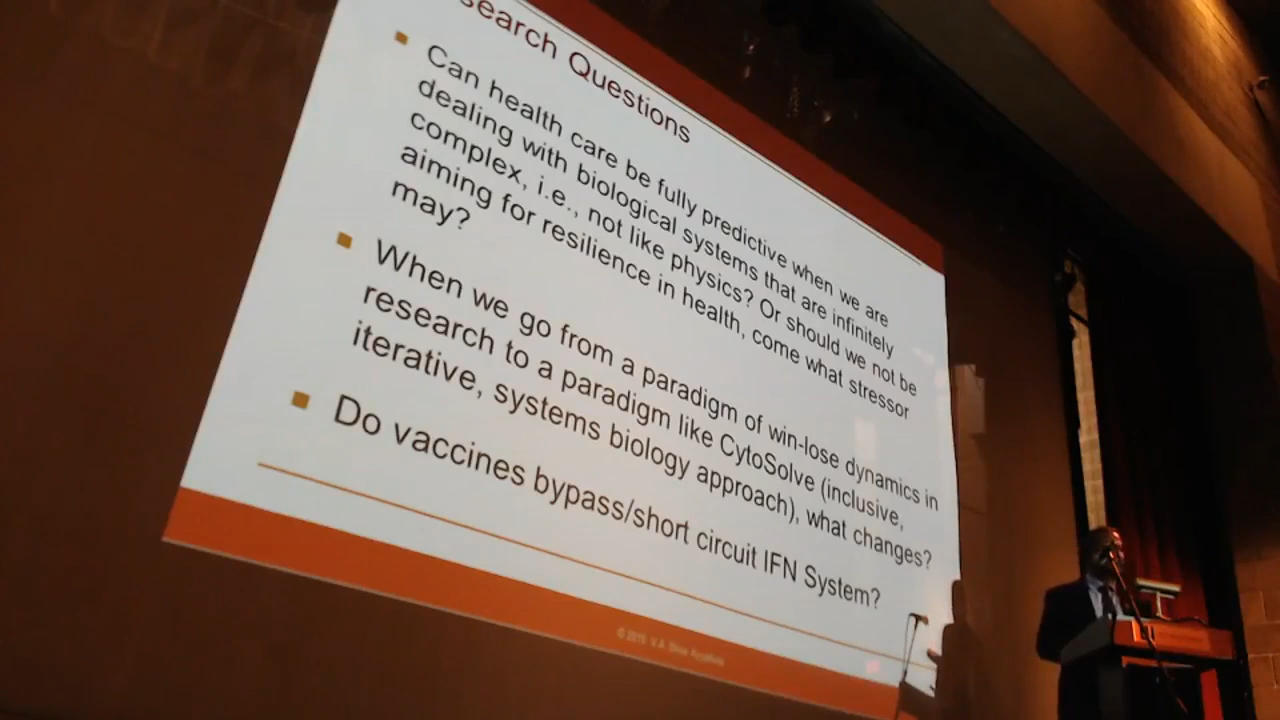 search Questions
Can health care be fully predictive when we are
dealing with biological systems that are infinitely
complex, i.e., not like physics? Or should we not be
aiming for resilience in health, come what stressor
may?
When we go from a paradigm of win-lose dynamics in
research to a paradigm like CytoSolve (inclusive,
iterative, systems biology approach), what changes?
Do vaccines bypass/short circuit IFN System?
V.A. Shiva